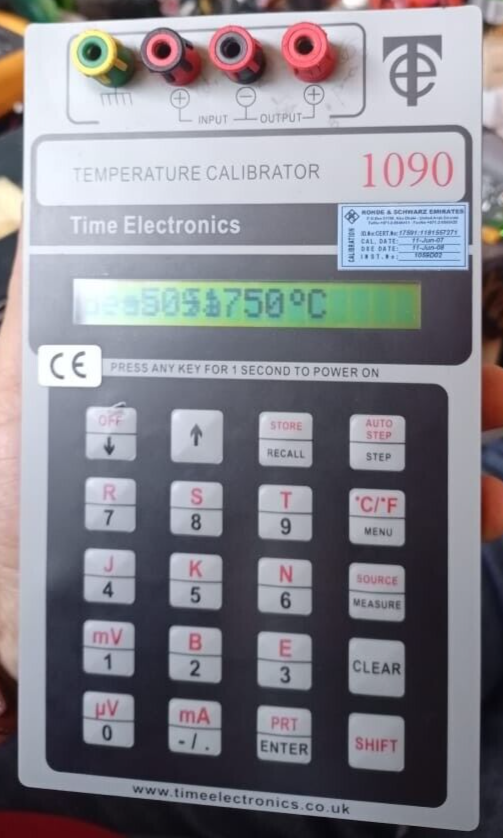 INPUT
OUTPUT
TEMPERATURE CALIBRATOR 1090
Time Electronics
ROHDE & SCHWARZ EMIRATES
CALIBRATION
CAL. DATE: 11-Jun-07
DUE DATE: 11-Jun-08
750°C
CE PRESS ANY KEY FOR 1 SECOND TO POWER ON
OFF
STORE
RECALL
AUTO STEP
STEP
R
7
S
8
T
9
°C/°F
MENU
J
4
K
5
N
6
SOURCE
MEASURE
mV
1
B
2
E
3
CLEAR
µV
0
mA
- / .
PRT
ENTER
SHIFT
www.timeelectronics.co.uk